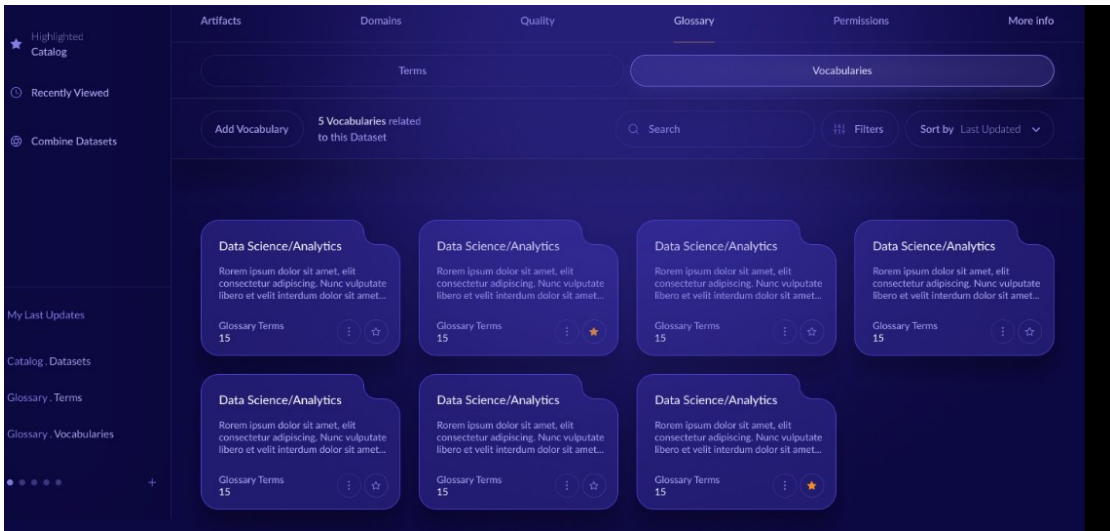 Highlighted
Catalog
Recently Viewed
Combine Datasets
My Last Updates
Catalog . Datasets
Glossary . Terms
Glossary . Vocabularies
Artifacts
Domains
Quality
Glossary
Permissions
More info
Terms
Vocabularies
Add Vocabulary
5 Vocabularies related
to this Dataset
Search
Filters
Sort by Last Updated
Data Science/Analytics
Rorem ipsum dolor sit amet, elit
consectetur adipiscing. Nunc vulputate
libero et velit interdum dolor sit amet...
Glossary Terms
15
Data Science/Analytics
Rorem ipsum dolor sit amet, elit
consectetur adipiscing. Nunc vulputate
libero et velit interdum dolor sit amet...
Glossary Terms
15
Data Science/Analytics
Rorem ipsum dolor sit amet, elit
consectetur adipiscing. Nunc vulputate
libero et velit interdum dolor sit amet...
Glossary Terms
15
Data Science/Analytics
Rorem ipsum dolor sit amet, elit
consectetur adipiscing. Nunc vulputate
libero et velit interdum dolor sit amet...
Glossary Terms
15
Data Science/Analytics
Rorem ipsum dolor sit amet, elit
consectetur adipiscing. Nunc vulputate
libero et velit interdum dolor sit amet...
Glossary Terms
15
Data Science/Analytics
Rorem ipsum dolor sit amet, elit
consectetur adipiscing. Nunc vulputate
libero et velit interdum dolor sit amet...
Glossary Terms
15
Data Science/Analytics
Rorem ipsum dolor sit amet, elit
consectetur adipiscing. Nunc vulputate
libero et velit interdum dolor sit amet...
Glossary Terms
15